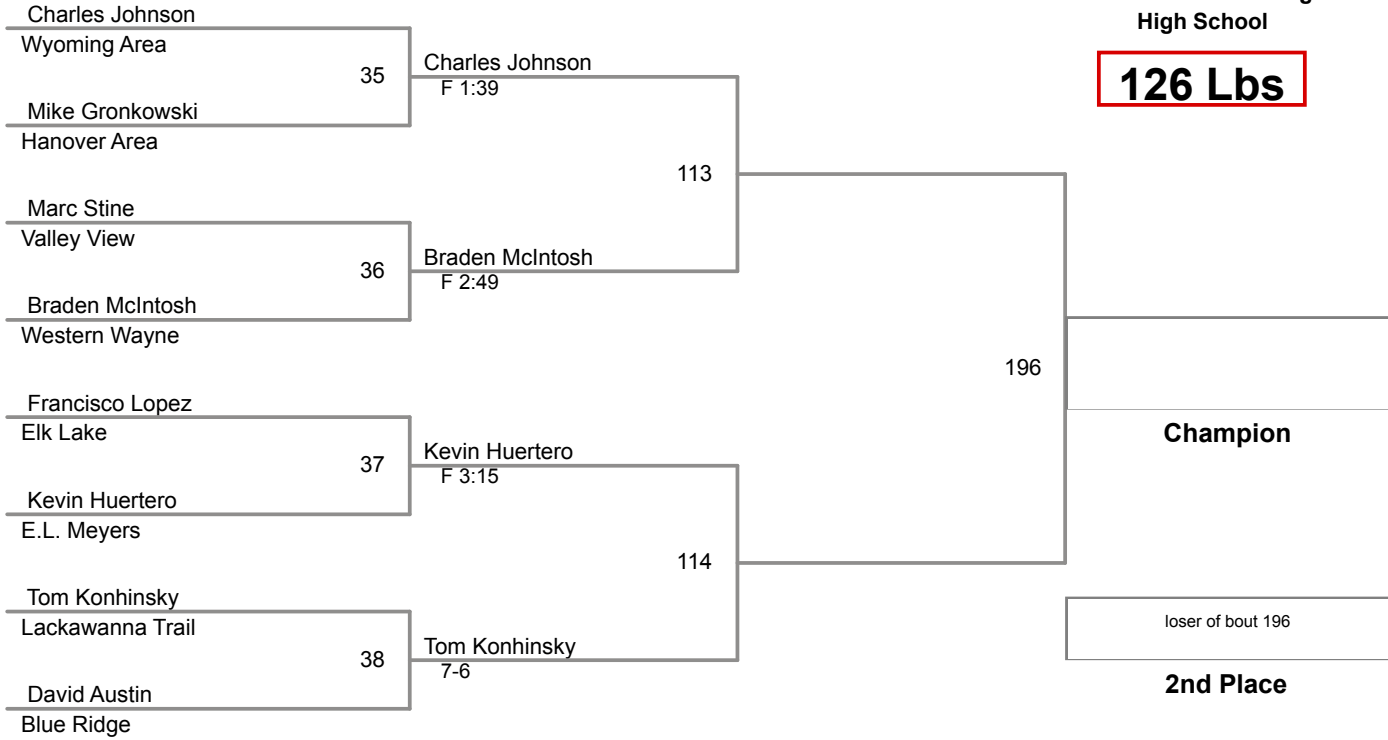 High School
126 Lbs
Charles Johnson
Wyoming Area
35
Mike Gronkowski
Hanover Area
Marc Stine
Valley View
36
Braden McIntosh
Western Wayne
Francisco Lopez
Elk Lake
37
Kevin Huertero
E.L. Meyers
Tom Konhinsky
Lackawanna Trail
38
David Austin
Blue Ridge
Charles Johnson
F 1:39
113
Braden McIntosh
F 2:49
Kevin Huertero
F 3:15
114
Tom Konhinsky
7-6
196
Champion
loser of bout 196
2nd Place